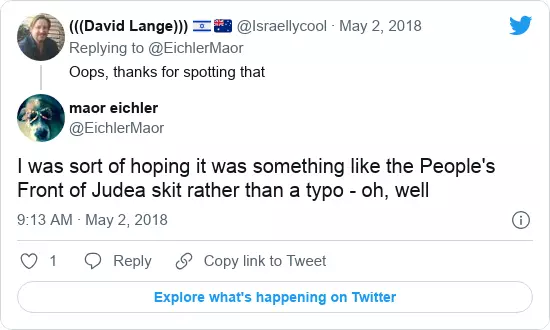 (((David Lange))) 🇮🇱 🇦🇺 @Israellycool · May 2, 2018
Replying to @EichlerMaor
Oops, thanks for spotting that
maor eichler
@EichlerMaor
I was sort of hoping it was something like the People's
Front of Judea skit rather than a typo - oh, well
9:13 AM · May 2, 2018
1 Reply Copy link to Tweet
Explore what's happening on Twitter